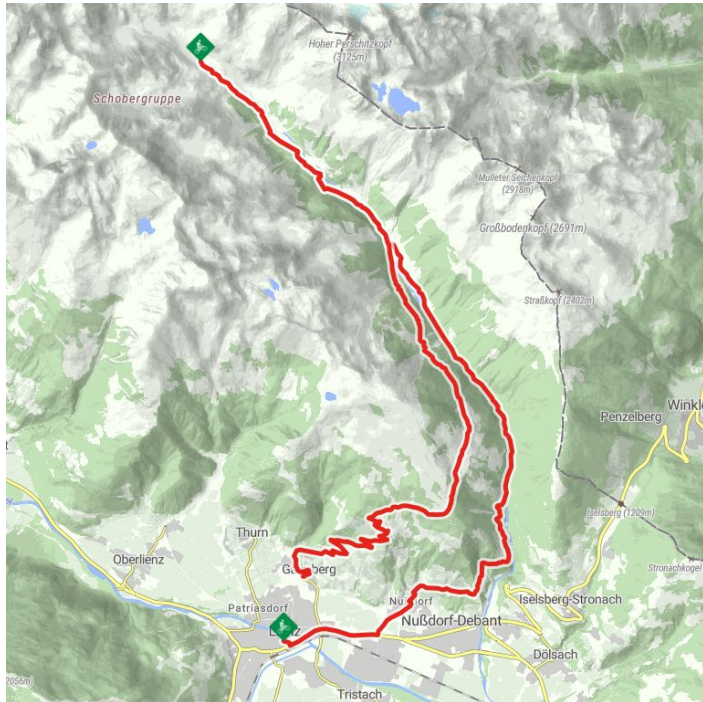 Hoher Perschitzkopf
(3125m)
Schobergruppe
Mulleter Seichenkopf
(2918m)
Großbodenkopf (2691m)
Straßkopf (2402m)
Penzelberg
Iselsberg (1209m)
Thurn
Oberlienz
Stronachkogel
Patriasdorf
Iselsberg-Stronach
Nußdorf-Debant
Dölsach
Tristach